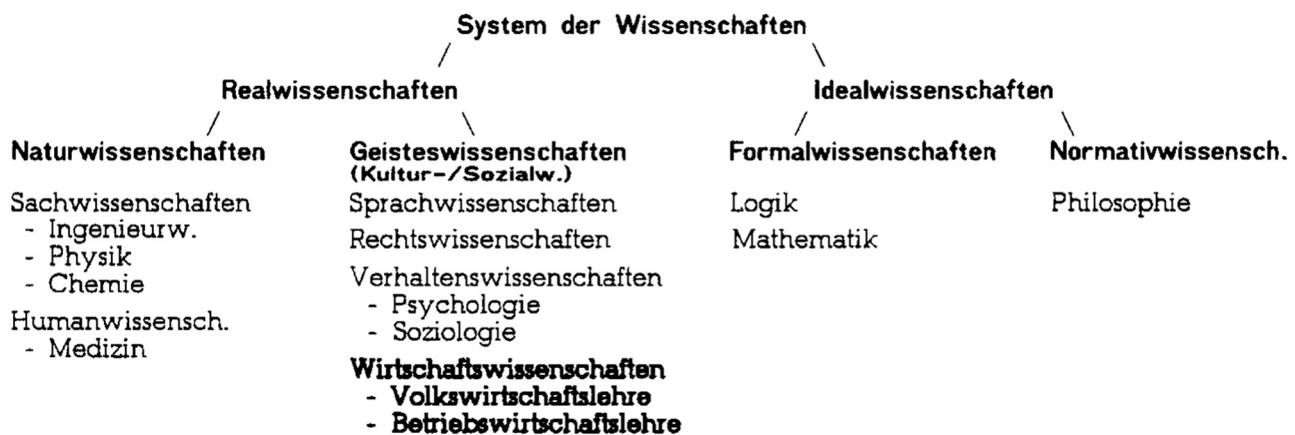 System der Wissenschaften
Realwissenschaften
Idealwissenschaften
Naturwissenschaften
Geisteswissenschaften
(Kultur-/Sozialw.)
Formalwissenschaften
Normativwissensch.
Sachwissenschaften
- Ingenieurw.
- Physik
- Chemie
Humanwissensch.
- Medizin
Sprachwissenschaften
Rechtswissenschaften
Verhaltenswissenschaften
- Psychologie
- Soziologie
Wirtschaftswissenschaften
- Volkswirtschaftslehre
- Betriebswirtschaftslehre
Logik
Mathematik
Philosophie